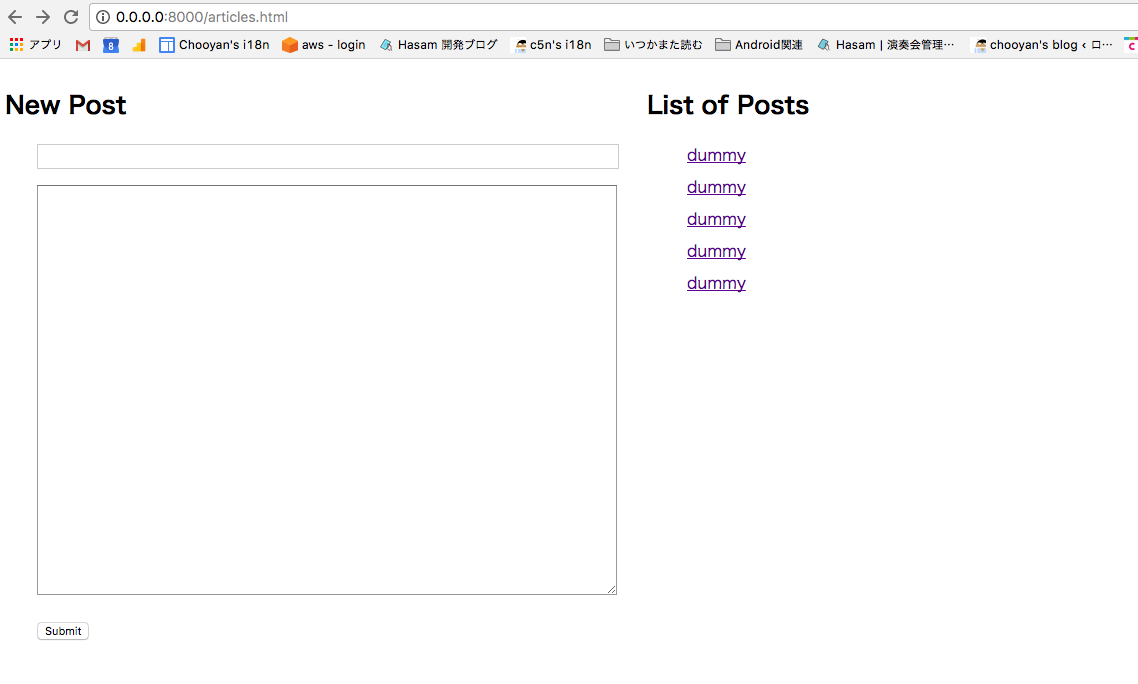 0.0.0.0:8000/articles.html
アプリ 8 Chooyan's i18n aws - login Hasam 開発ブログ c5n's i18n いつかまた読む Android関連 Hasam | 演奏会管理… chooyan's blog ‹ ロ… c
New Post
List of Posts
dummy
dummy
dummy
dummy
dummy
Submit